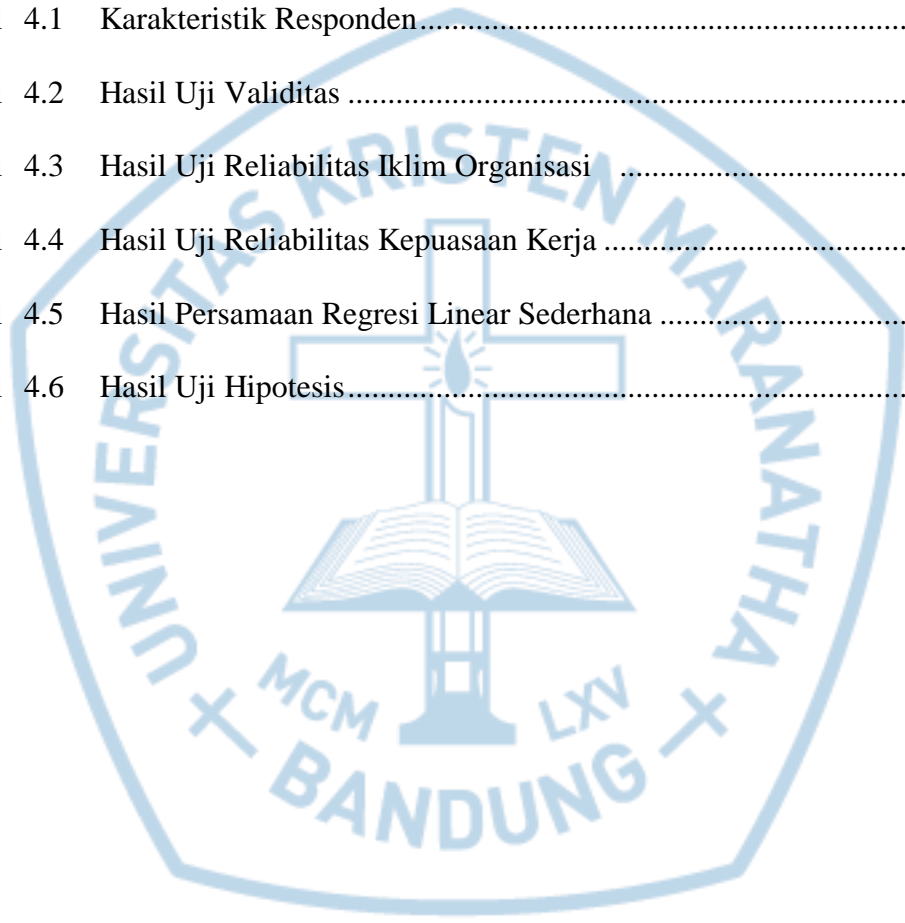 4.1 Karakteristik Responden
4.2 Hasil Uji Validitas
4.3 Hasil Uji Reliabilitas Iklim Organisasi
4.4 Hasil Uji Reliabilitas Kepuasaan Kerja
4.5 Hasil Persamaan Regresi Linear Sederhana
4.6 Hasil Uji Hipotesis
UNIVERSITAS KRISTEN MARANATHA
MCM LXV
BANDUNG